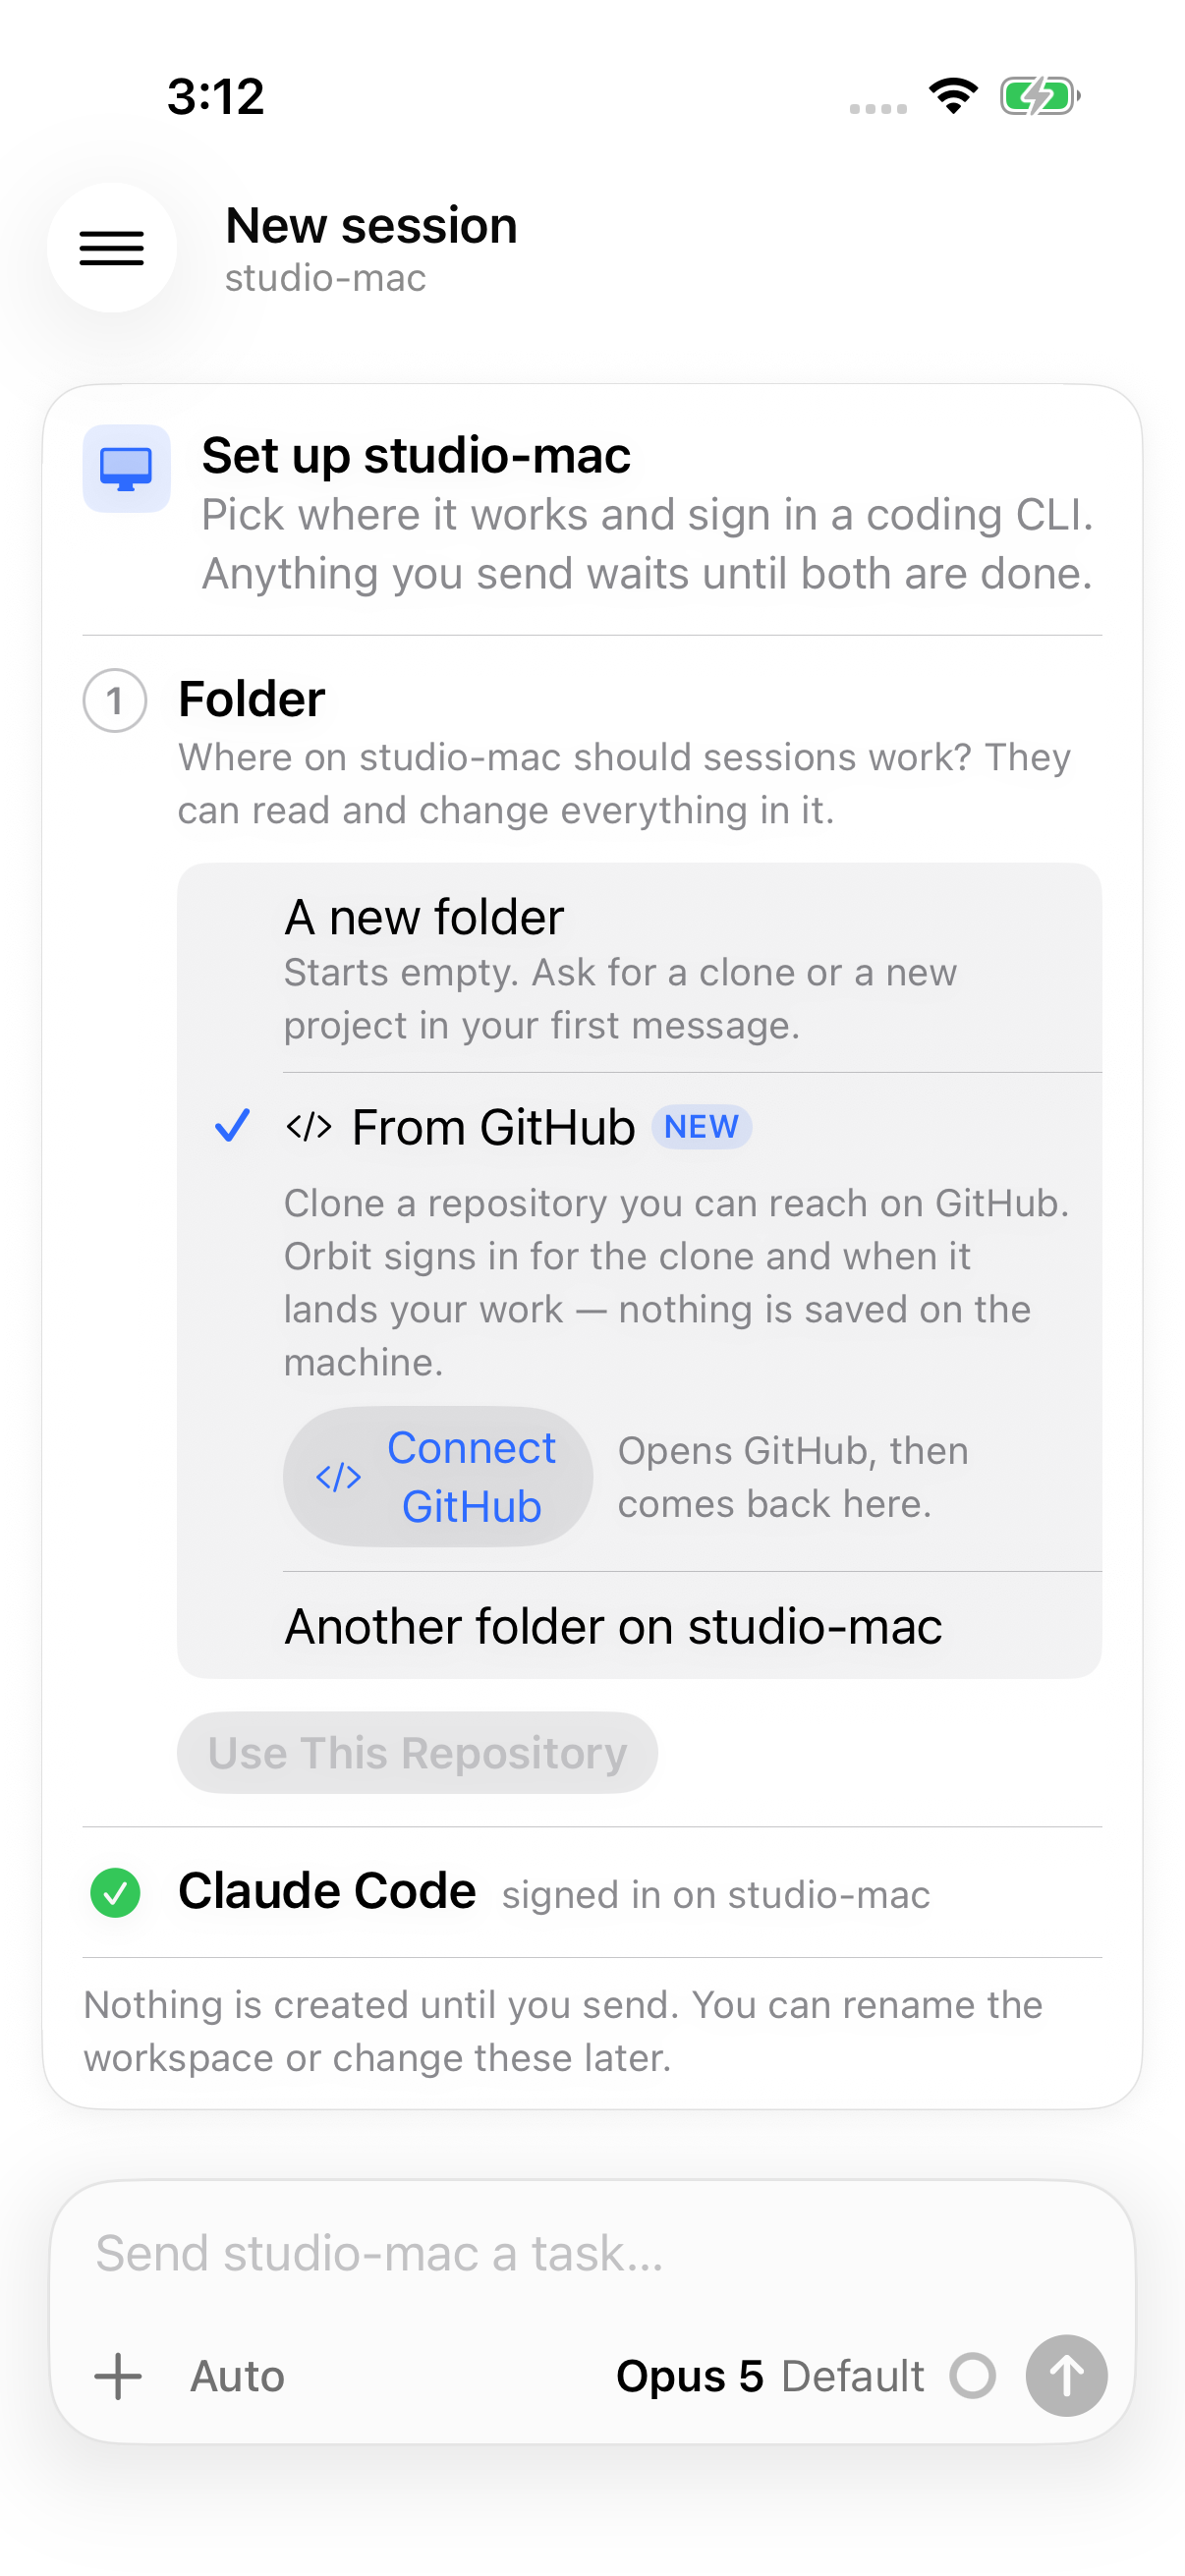 3:12
New session
studio-mac
Set up studio-mac
Pick where it works and sign in a coding CLI.
Anything you send waits until both are done.
1 Folder
Where on studio-mac should sessions work? They
can read and change everything in it.
A new folder
Starts empty. Ask for a clone or a new
project in your first message.
</> From GitHub NEW
Clone a repository you can reach on GitHub.
Orbit signs in for the clone and when it
lands your work — nothing is saved on the
machine.
</> Connect
GitHub
Opens GitHub, then
comes back here.
Another folder on studio-mac
Use This Repository
Claude Code signed in on studio-mac
Nothing is created until you send. You can rename the
workspace or change these later.
Send studio-mac a task...
Auto Opus 5 Default